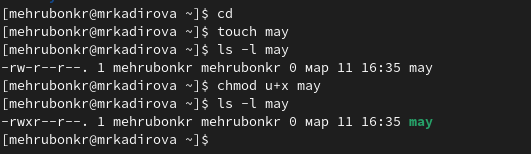 [mehrubonkr@mrkadirova]$ cd
[mehrubonkr@mrkadirova]$ touch may
[mehrubonkr@mrkadirova]$ ls -l may
-rw-r--r--. 1 mehrubonkr mehrubonkr 0 мар 11 16:35 may
[mehrubonkr@mrkadirova]$ chmod u+x may
[mehrubonkr@mrkadirova]$ ls -l may
-rwxr--r--. 1 mehrubonkr mehrubonkr 0 мар 11 16:35 may
[mehrubonkr@mrkadirova]$